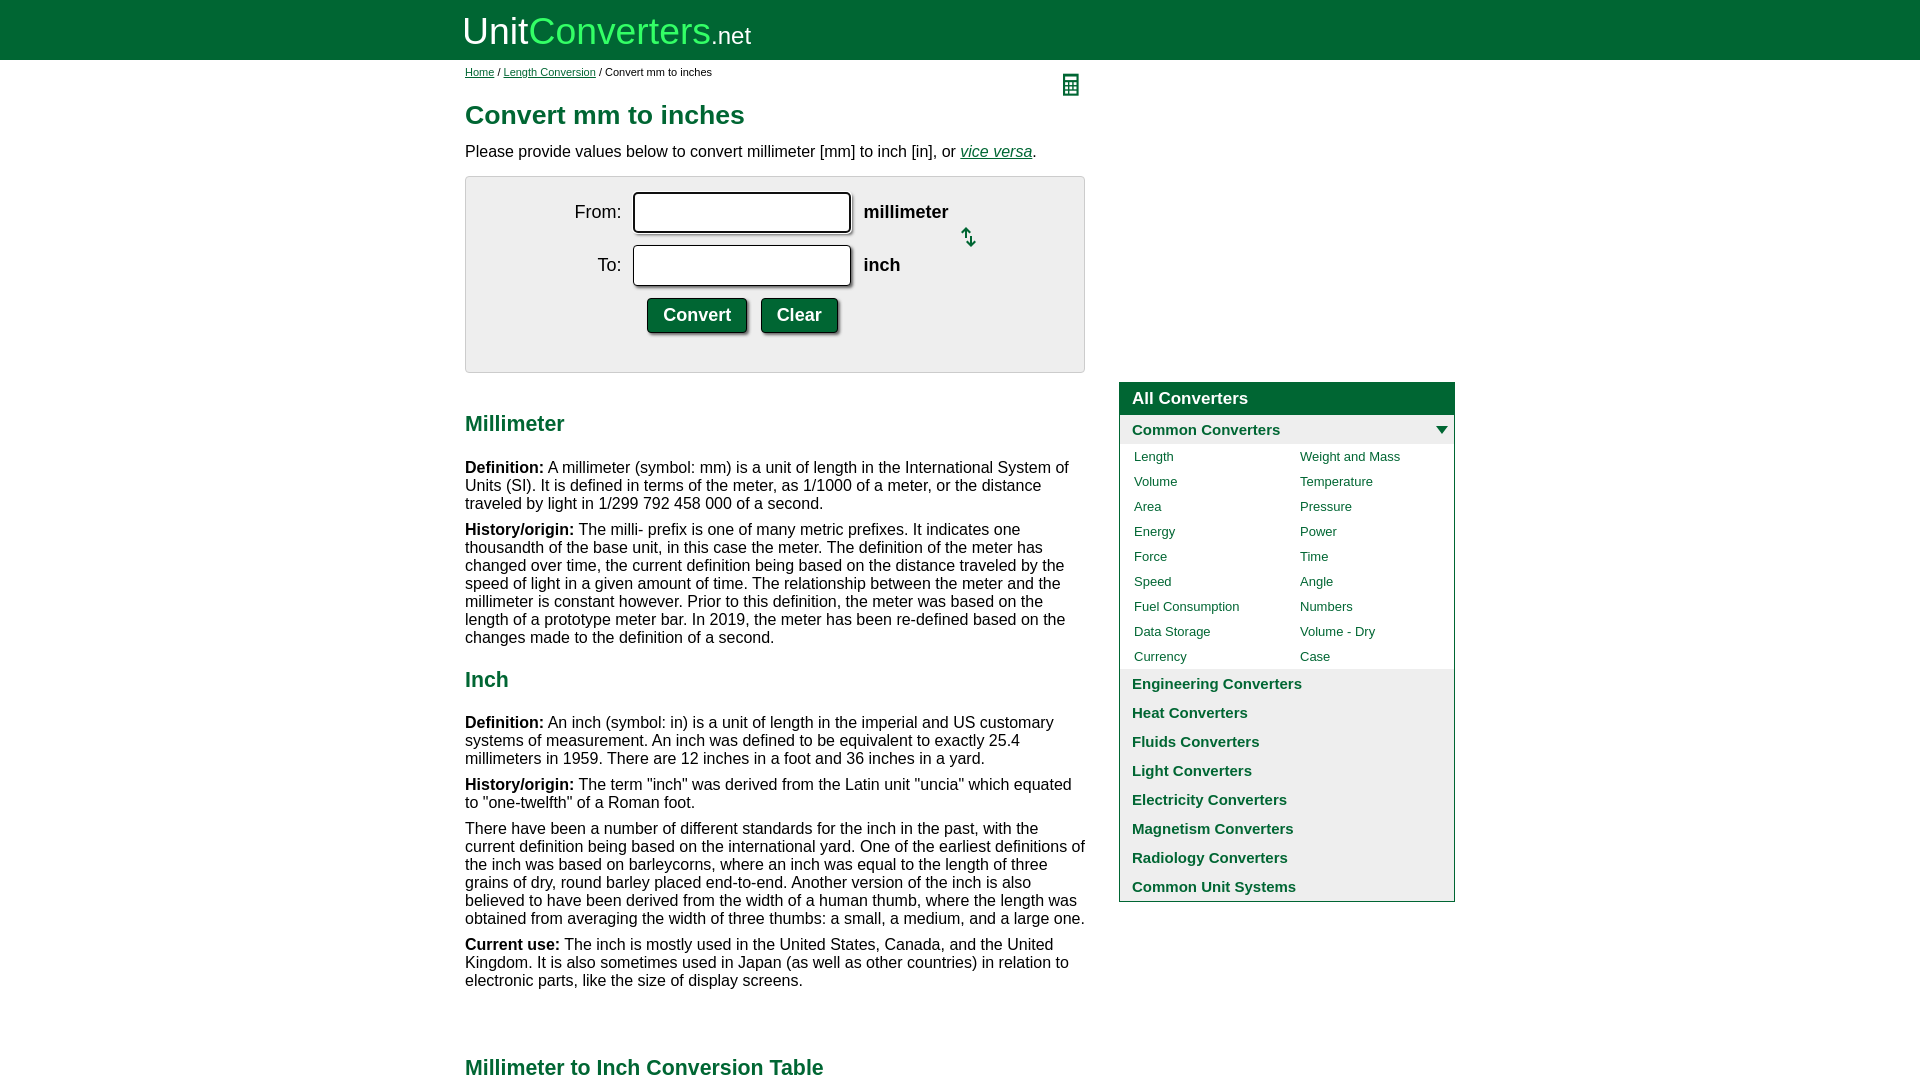 UnitConverters.net
Home / Length Conversion / Convert mm to inches
Convert mm to inches
Please provide values below to convert millimeter [mm] to inch [in], or vice versa.
From:
millimeter
To:
inch
Convert
Clear
Millimeter
Definition: A millimeter (symbol: mm) is a unit of length in the International System of
Units (SI). It is defined in terms of the meter, as 1/1000 of a meter, or the distance
traveled by light in 1/299 792 458 000 of a second.
History/origin: The milli- prefix is one of many metric prefixes. It indicates one
thousandth of the base unit, in this case the meter. The definition of the meter has
changed over time, the current definition being based on the distance traveled by the
speed of light in a given amount of time. The relationship between the meter and the
millimeter is constant however. Prior to this definition, the meter was based on the
length of a prototype meter bar. In 2019, the meter has been re-defined based on the
changes made to the definition of a second.
Inch
Definition: An inch (symbol: in) is a unit of length in the imperial and US customary
systems of measurement. An inch was defined to be equivalent to exactly 25.4
millimeters in 1959. There are 12 inches in a foot and 36 inches in a yard.
History/origin: The term "inch" was derived from the Latin unit "uncia" which equated
to "one-twelfth" of a Roman foot.
There have been a number of different standards for the inch in the past, with the
current definition being based on the international yard. One of the earliest definitions of
the inch was based on barleycorns, where an inch was equal to the length of three
grains of dry, round barley placed end-to-end. Another version of the inch is also
believed to have been derived from the width of a human thumb, where the length was
obtained from averaging the width of three thumbs: a small, a medium, and a large one.
Current use: The inch is mostly used in the United States, Canada, and the United
Kingdom. It is also sometimes used in Japan (as well as other countries) in relation to
electronic parts, like the size of display screens.
Millimeter to Inch Conversion Table
All Converters
Common Converters
Length
Weight and Mass
Volume
Temperature
Area
Pressure
Energy
Power
Force
Time
Speed
Angle
Fuel Consumption
Numbers
Data Storage
Volume - Dry
Currency
Case
Engineering Converters
Heat Converters
Fluids Converters
Light Converters
Electricity Converters
Magnetism Converters
Radiology Converters
Common Unit Systems